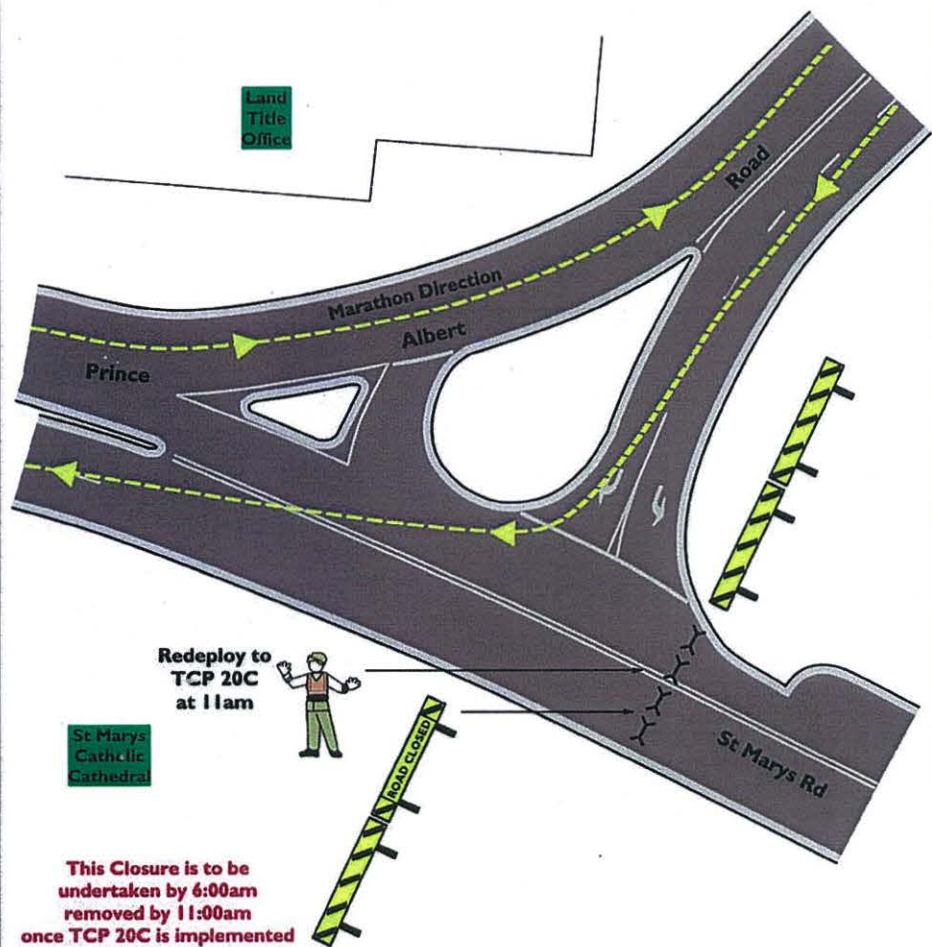 Land
Title
Office
Road
Marathon Direction
Albert
Prince
Redeploy to
TCP 20C
at 11am
ROAD CLOSED
St Marys
Catholic
Cathedral
St Marys Rd
This Closure is to be
undertaken by 6:00am
removed by 11:00am
once TCP 20C is implemented